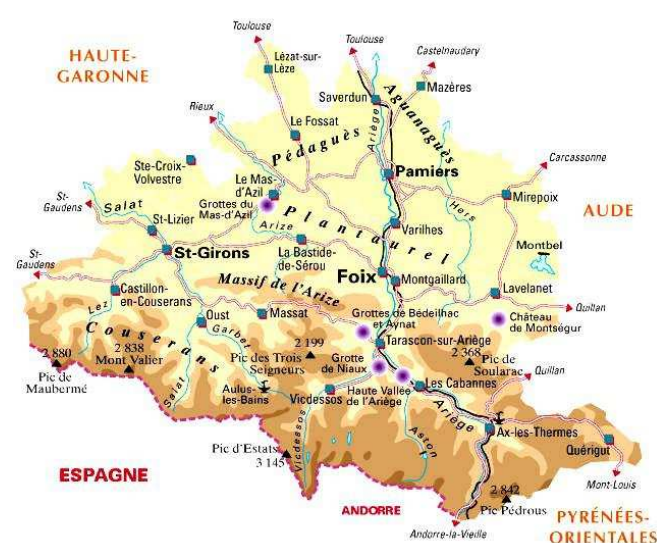 Toulouse
Toulouse
Castelnaudary
HAUTE-
GARONNE
Lézat-sur-
Lèze
Mazères
Saverdun
Rieux
Ariège
Aguanaguès
Le Fossat
Pédaguès
Carcassonne
Ste-Croix-
Volvestre
Pamiers
Le Mas-
d'Azil
Mirepoix
St-
Gaudens
Salat
Grottes du
Mas-d'Azil
Plantaurel
Hers
AUDE
St-Lizier
Arize
Varilhes
Montbel
St-
Gaudens
St-Girons
La Bastide-
de-Sérou
Foix
Montgaillard
Massif de l'Arize
Lavelanet
Castillon-
en-Couserans
Lez
Quillan
Oust
Massat
Grottes de Bédeilhac
et Aynat
Château
de Montségur
Couserans
Garbet
Tarascon-sur-Ariège
2 880
Pic de
Maubermé
2 838
Mont Valier
2 199
Pic des Trois
Seigneurs
Grotte
de Niaux
2 368
Pic de
Soularac
Quillan
Salat
Aulus-
les-Bains
Vicdessos
Haute Vallée
de l'Ariège
Les Cabannes
Ariège
Ax-les-Thermes
Vicdessos
Aston
Quérigut
Pic d'Estats
3 145
ESPAGNE
Mont-Louis
2 842
Pic Pédrous
ANDORRE
Andorre-la-Vieille
PYRÉNÉES-
ORIENTALES